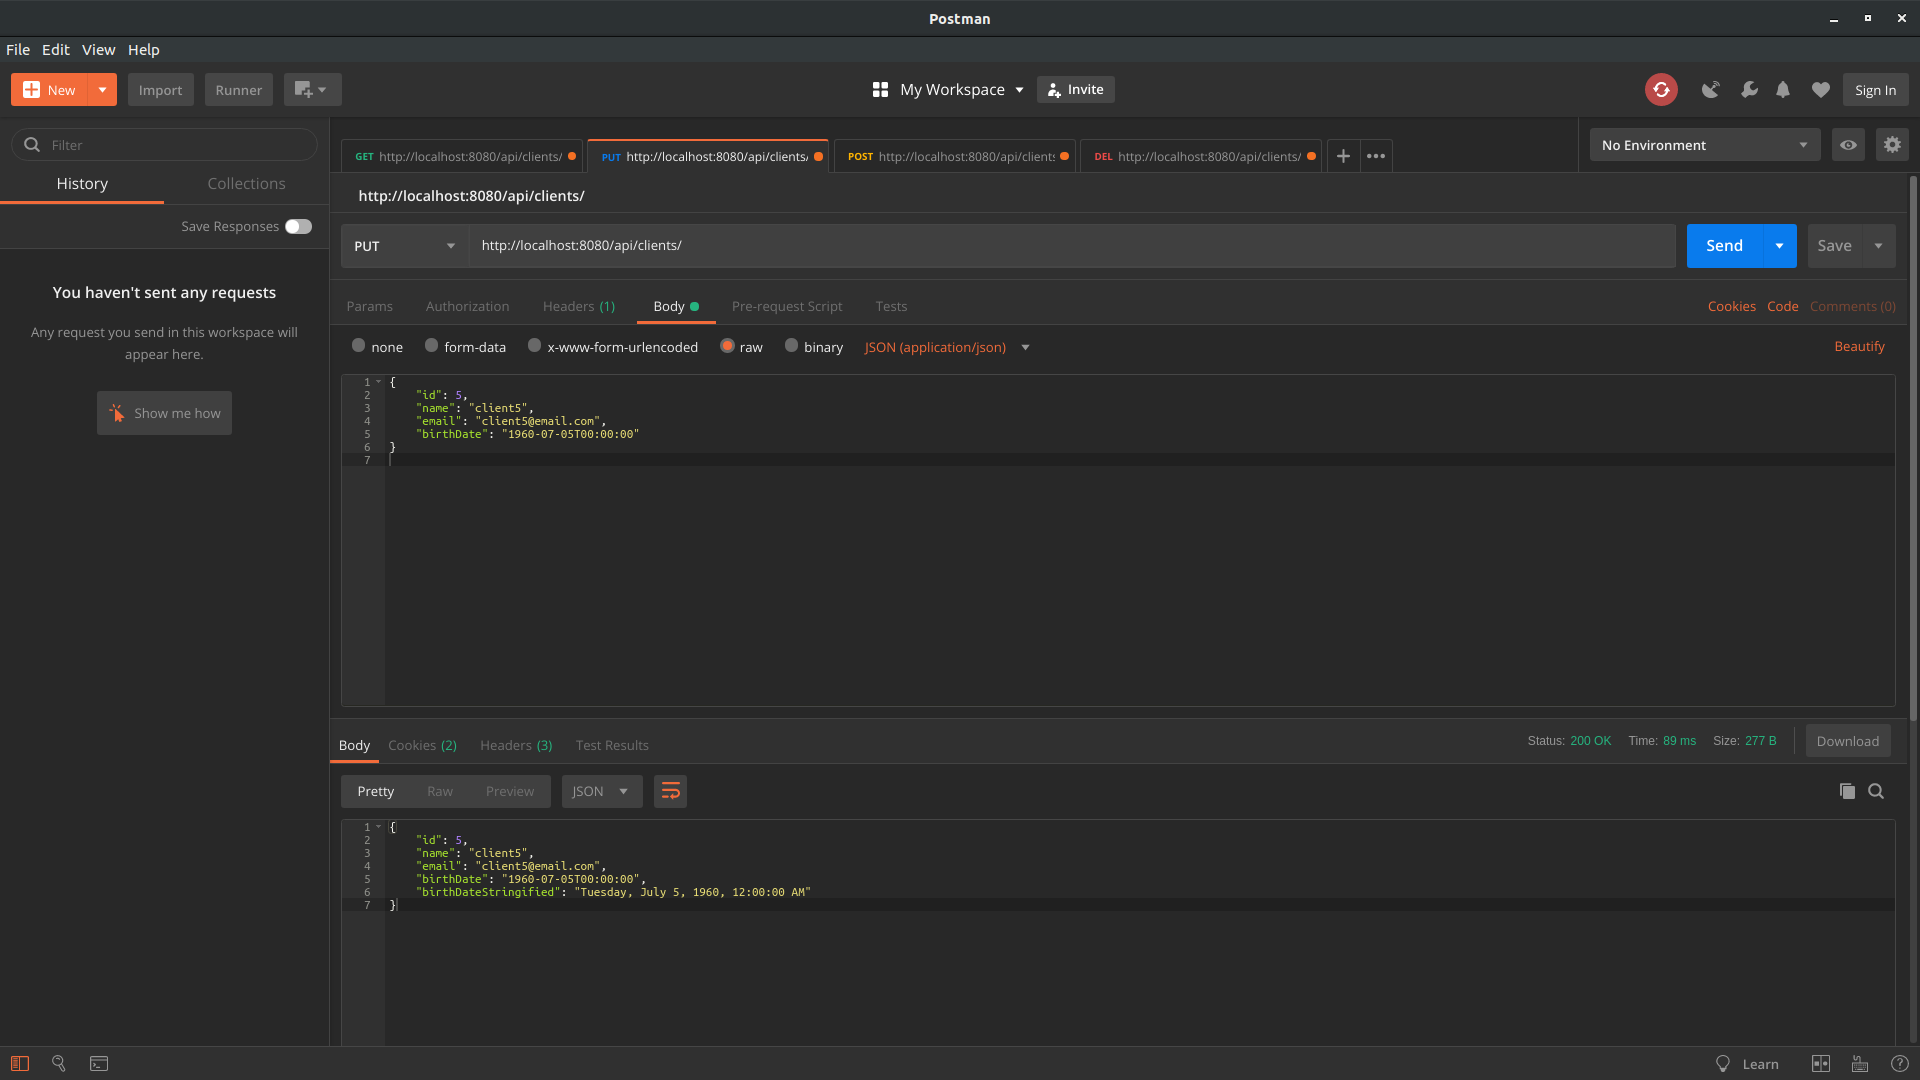 Postman
File Edit View Help
New Import Runner
My Workspace Invite
Sign In
Filter
History Collections
Save Responses
You haven't sent any requests
Any request you send in this workspace will
appear here.
Show me how
GET http://localhost:8080/api/clients/
PUT http://localhost:8080/api/clients/
POST http://localhost:8080/api/clients
DEL http://localhost:8080/api/clients/
No Environment
http://localhost:8080/api/clients/
PUT http://localhost:8080/api/clients/ Send Save
Params Authorization Headers (1) Body Pre-request Script Tests Cookies Code Comments (0)
none form-data x-www-form-urlencoded raw binary JSON (application/json) Beautify
1 {
2 "id": 5,
3 "name": "client5",
4 "email": "client5@email.com",
5 "birthDate": "1960-07-05T00:00:00"
6 }
7
Body Cookies (2) Headers (3) Test Results Status: 200 OK Time: 89 ms Size: 277 B Download
Pretty Raw Preview JSON
1 {
2 "id": 5,
3 "name": "client5",
4 "email": "client5@email.com",
5 "birthDate": "1960-07-05T00:00:00",
6 "birthDateStringified": "Tuesday, July 5, 1960, 12:00:00 AM"
7 }
Learn